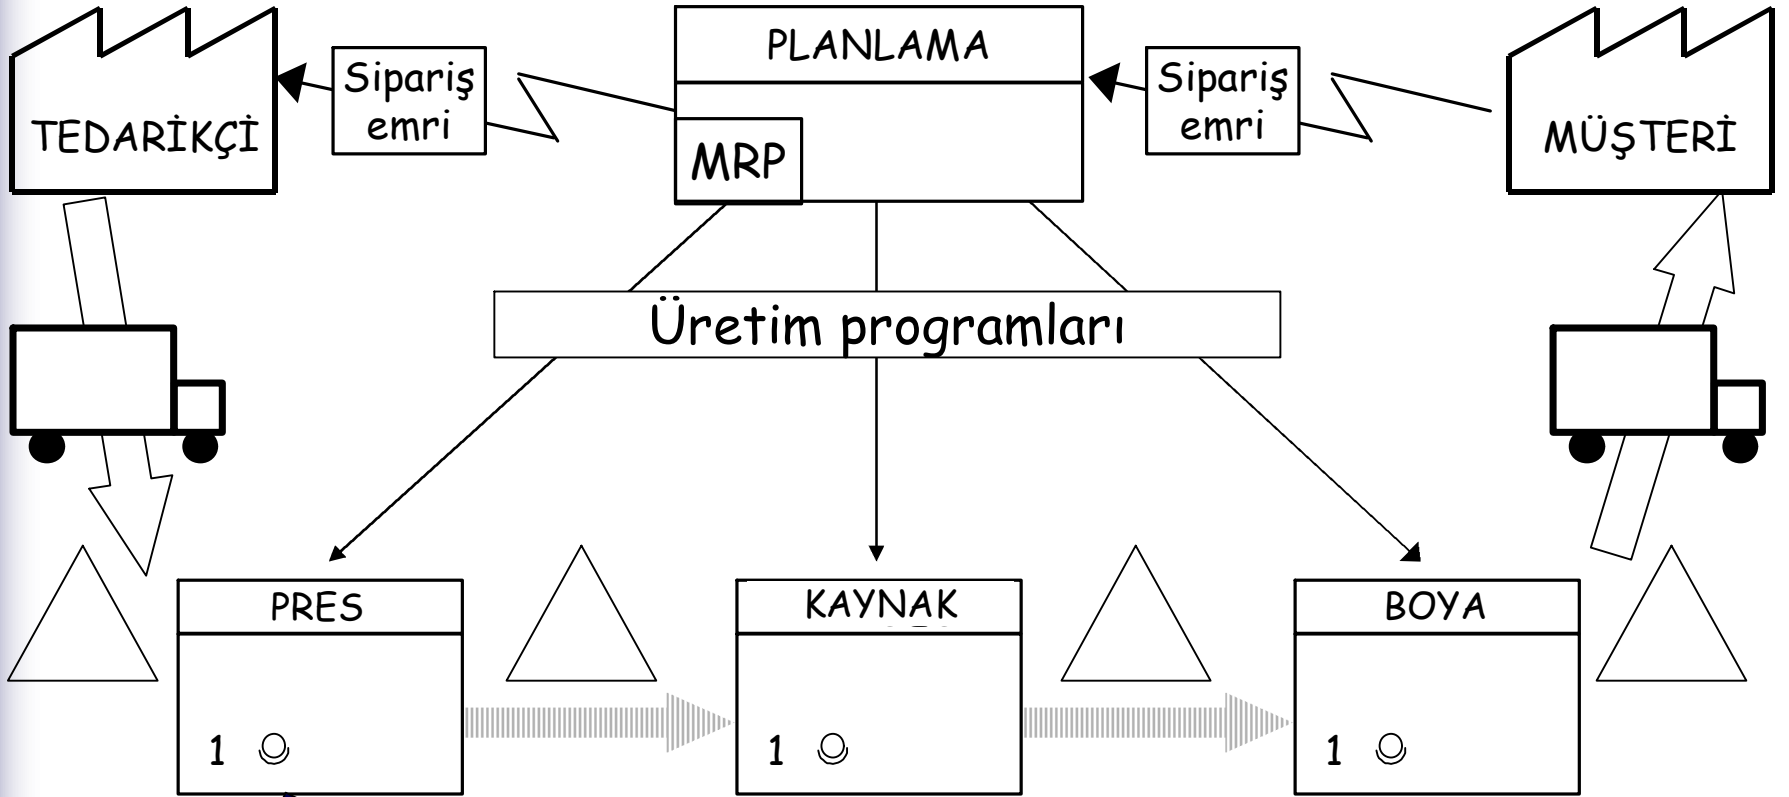 PLANLAMA
Sipariş
emri
Sipariş
emri
TEDARİKÇİ
MÜŞTERİ
MRP
Üretim programları
PRES
KAYNAK
BOYA
1
1
1